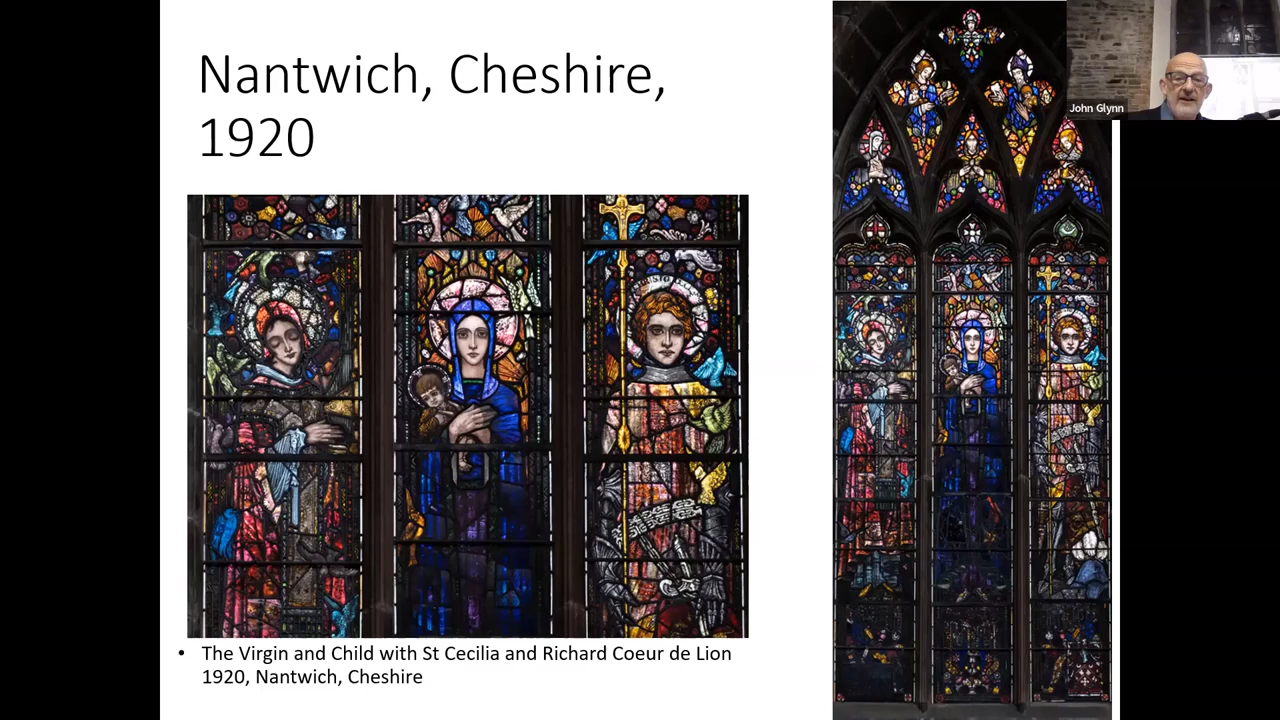 Nantwich, Cheshire,
1920
John Glynn
• The Virgin and Child with St Cecilia and Richard Coeur de Lion
1920, Nantwich, Cheshire